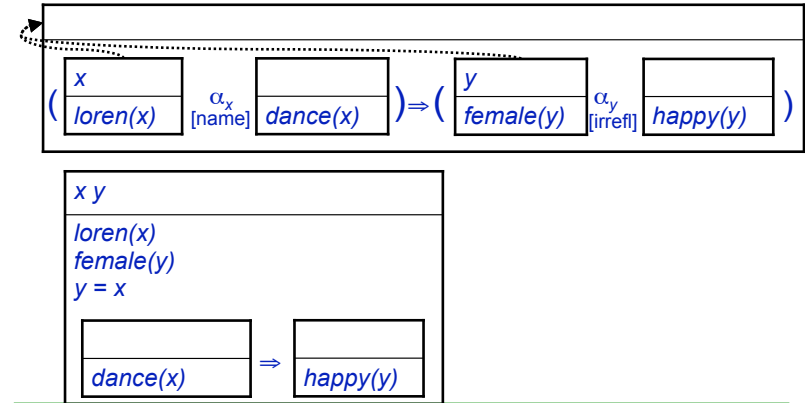 x y
( loren(x) αx [name] dance(x) ) ⇒ ( female(y) αy [irrefl] happy(y) )
x y
loren(x)
female(y)
y = x
dance(x) ⇒ happy(y)